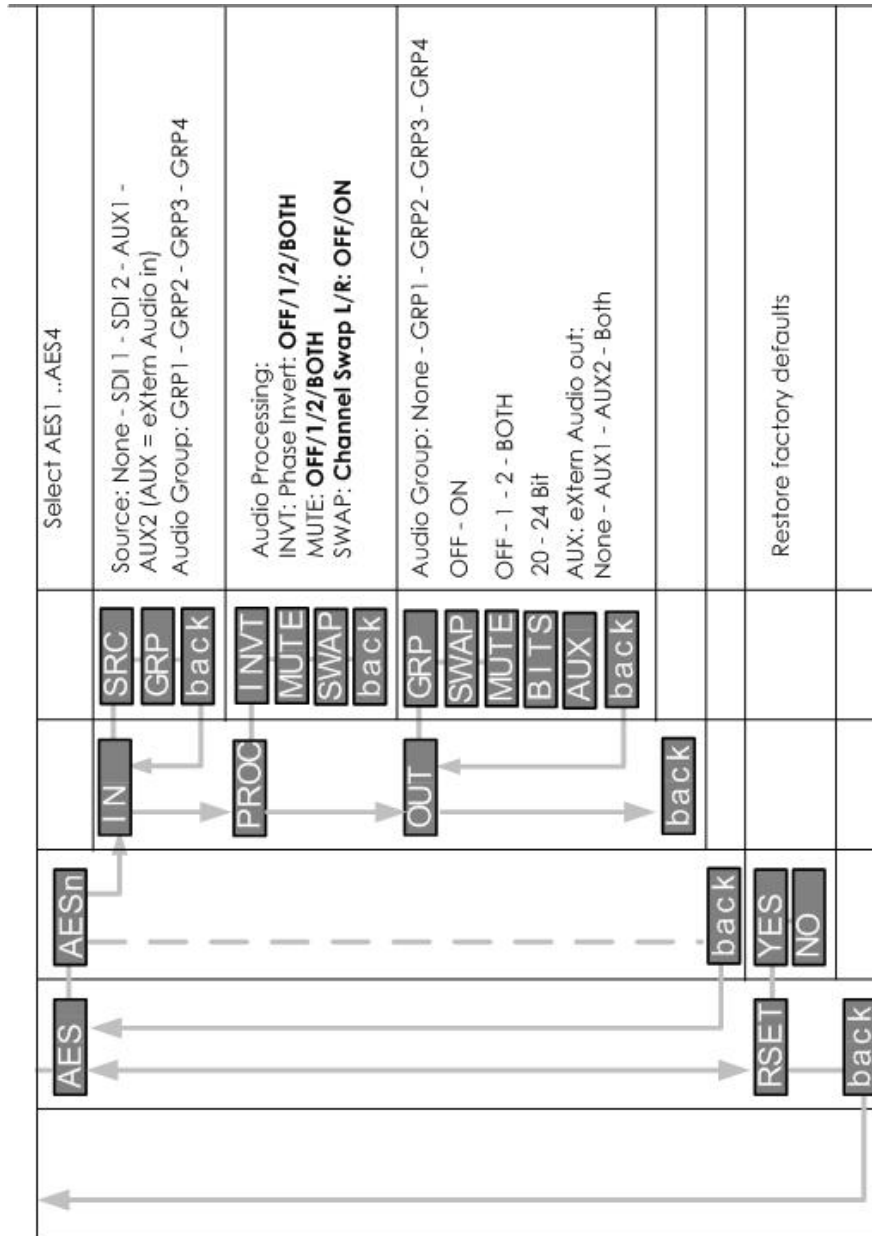 AES
AESn
Select AES1 ..AES4
IN
SRC
GRP
back
Source: None - SDI 1 - SDI 2 - AUX1 -
AUX2 (AUX = eXtern Audio in)
Audio Group: GRP1 - GRP2 - GRP3 - GRP4
PROC
INVT
MUTE
SWAP
back
Audio Processing:
INVT: Phase Invert: OFF/1/2/BOTH
MUTE: OFF/1/2/BOTH
SWAP: Channel Swap L/R: OFF/ON
OUT
GRP
SWAP
MUTE
BITS
AUX
back
Audio Group: None - GRP1 - GRP2 - GRP3 - GRP4
OFF - ON
OFF - 1 - 2 - BOTH
20 - 24 Bit
AUX: eXtern Audio out:
None - AUX1 - AUX2 - Both
back
back
RSET
YES
NO
Restore factory defaults
back